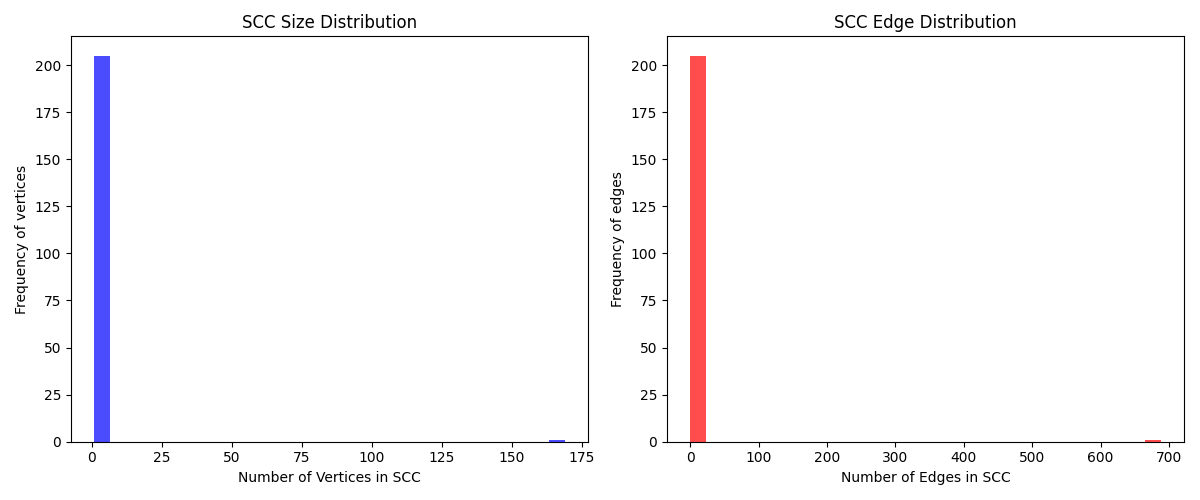 SCC Size Distribution
Frequency of vertices
200
175
150
125
100
75
50
25
0
0 25 50 75 100 125 150 175
Number of Vertices in SCC
SCC Edge Distribution
Frequency of edges
200
175
150
125
100
75
50
25
0
0 100 200 300 400 500 600 700
Number of Edges in SCC